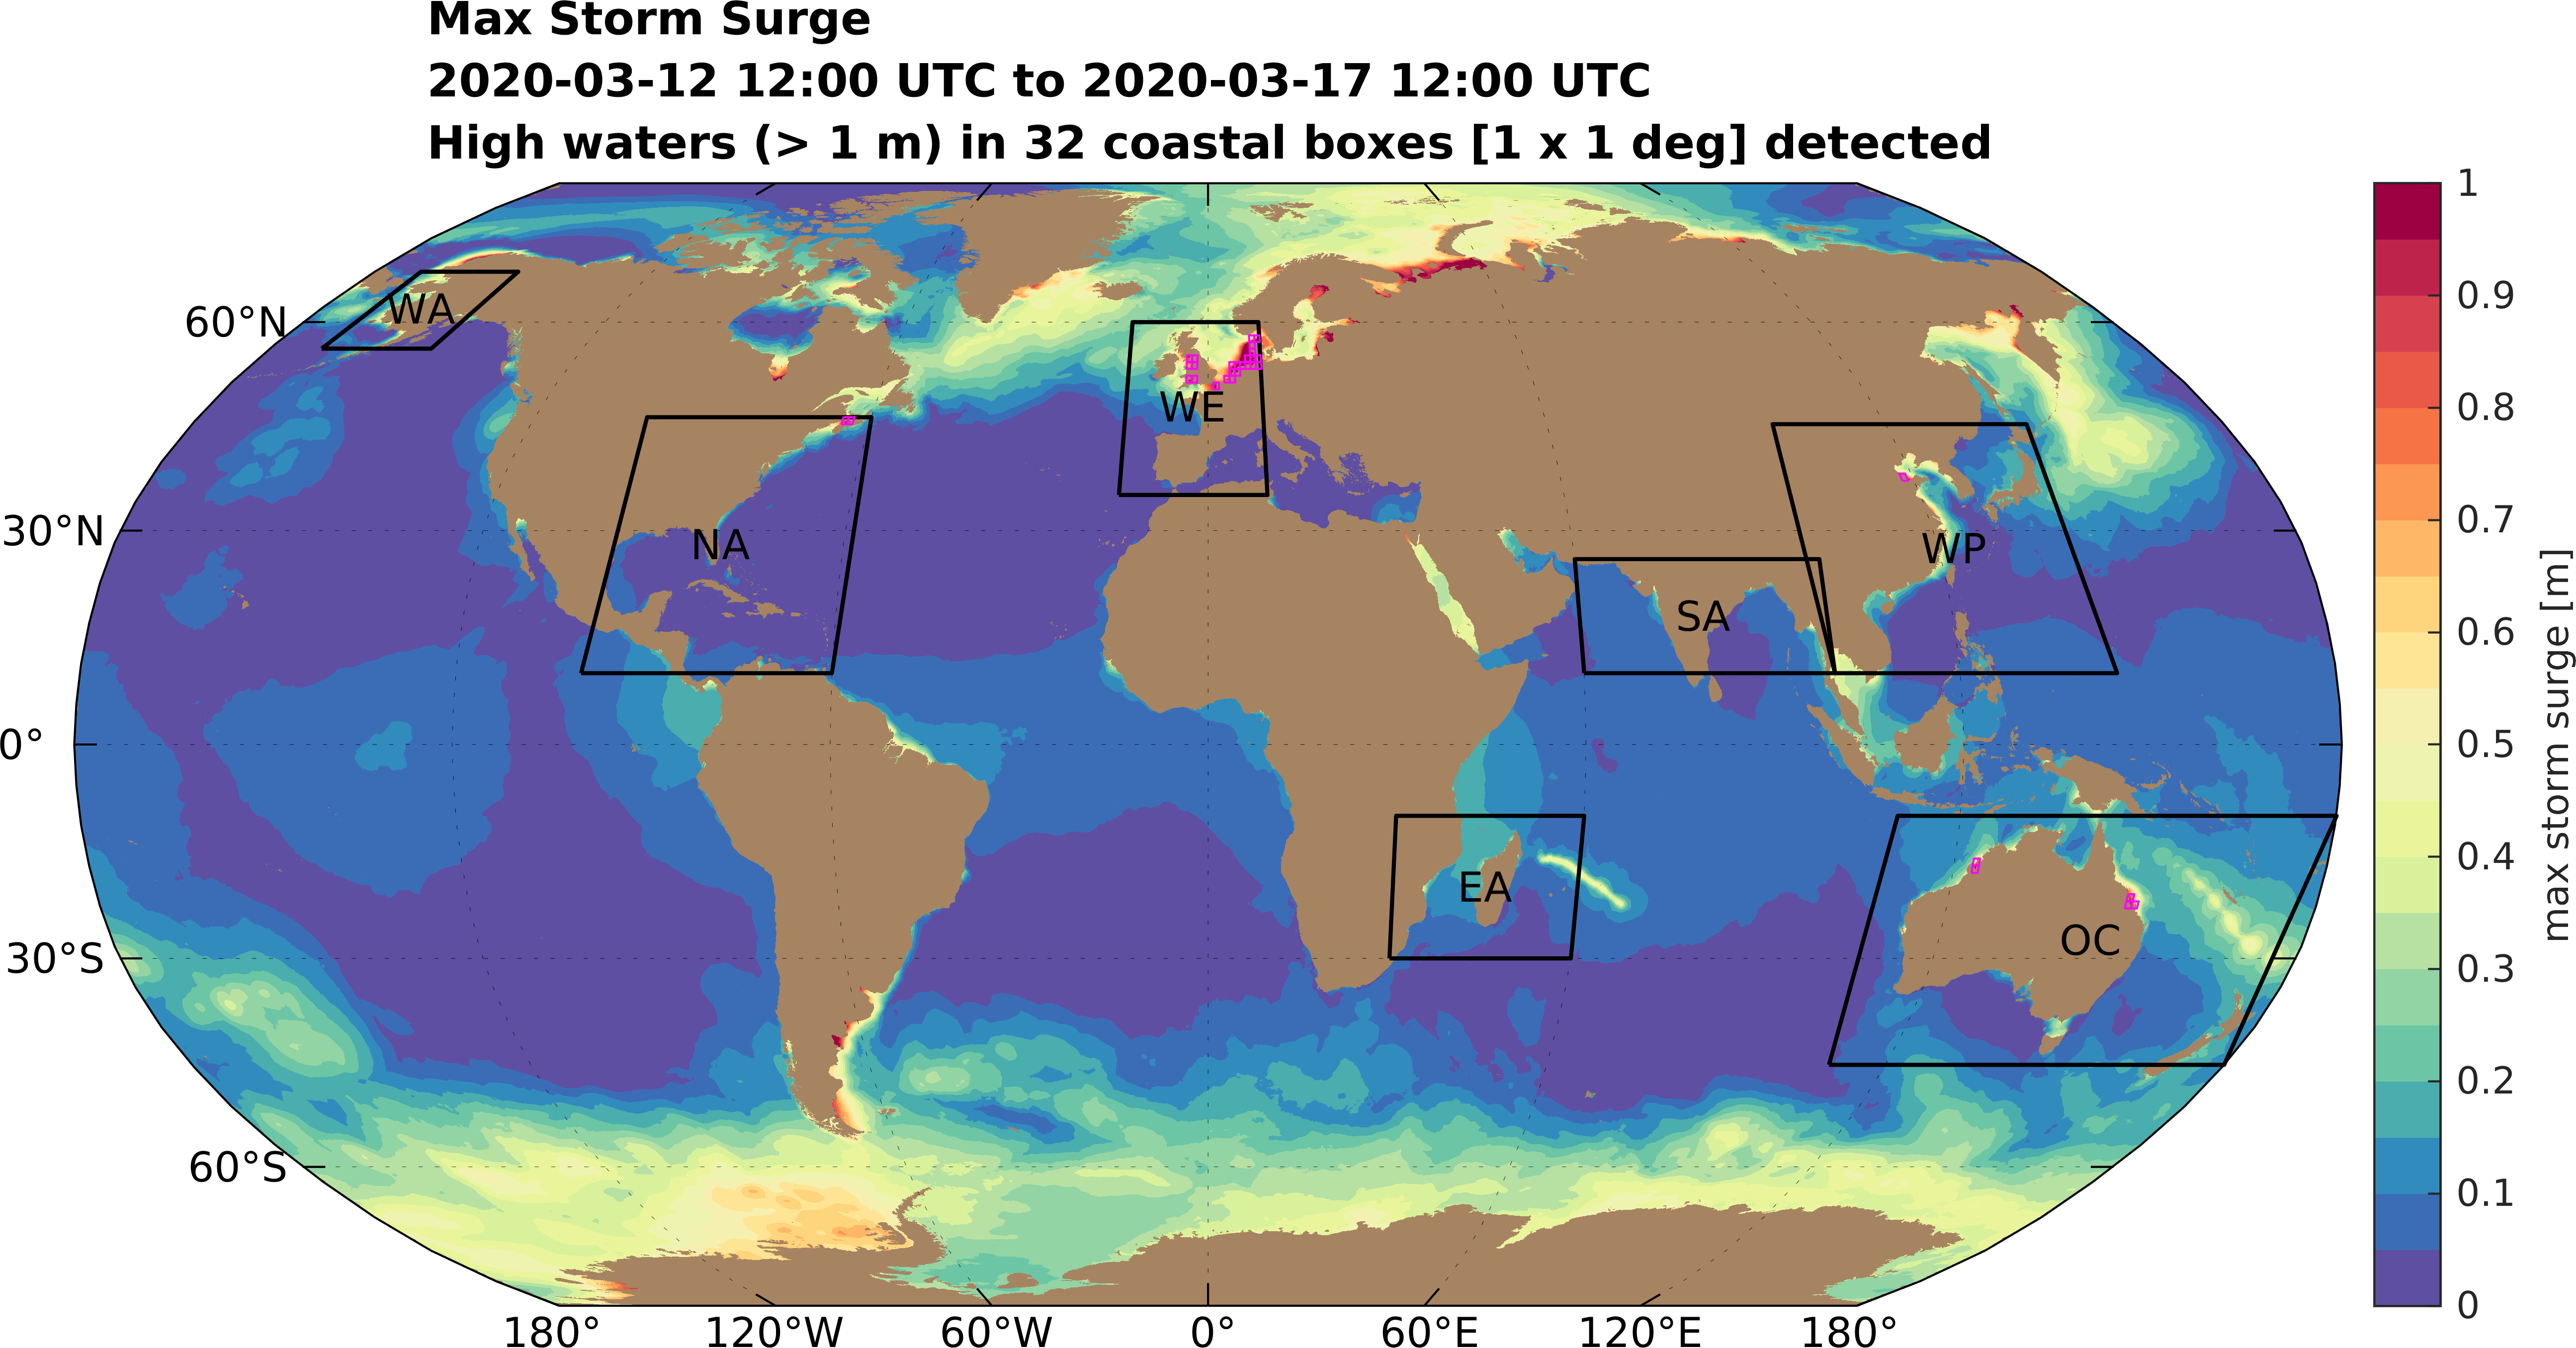 Max Storm Surge
2020-03-12 12:00 UTC to 2020-03-17 12:00 UTC
High waters (> 1 m) in 32 coastal boxes [1 x 1 deg] detected
60°N
30°N
0°
30°S
60°S
WA
NA
WE
SA
WP
EA
OC
180°
120°W
60°W
0°
60°E
120°E
180°
1
0.9
0.8
0.7
0.6
0.5
0.4
0.3
0.2
0.1
0
max storm surge [m]